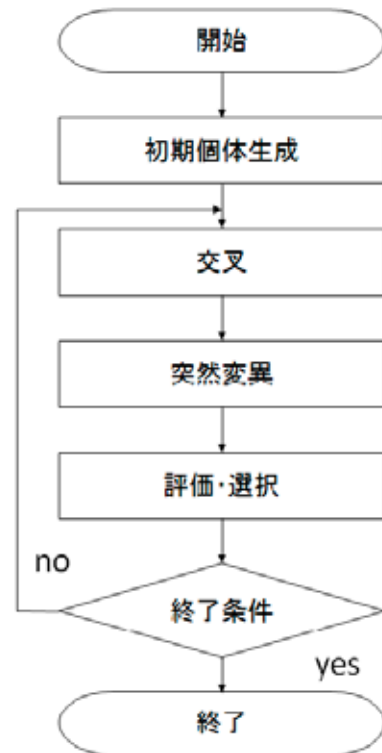 開始
初期個体生成
交叉
突然変異
評価・選択
no
終了条件
yes
終了